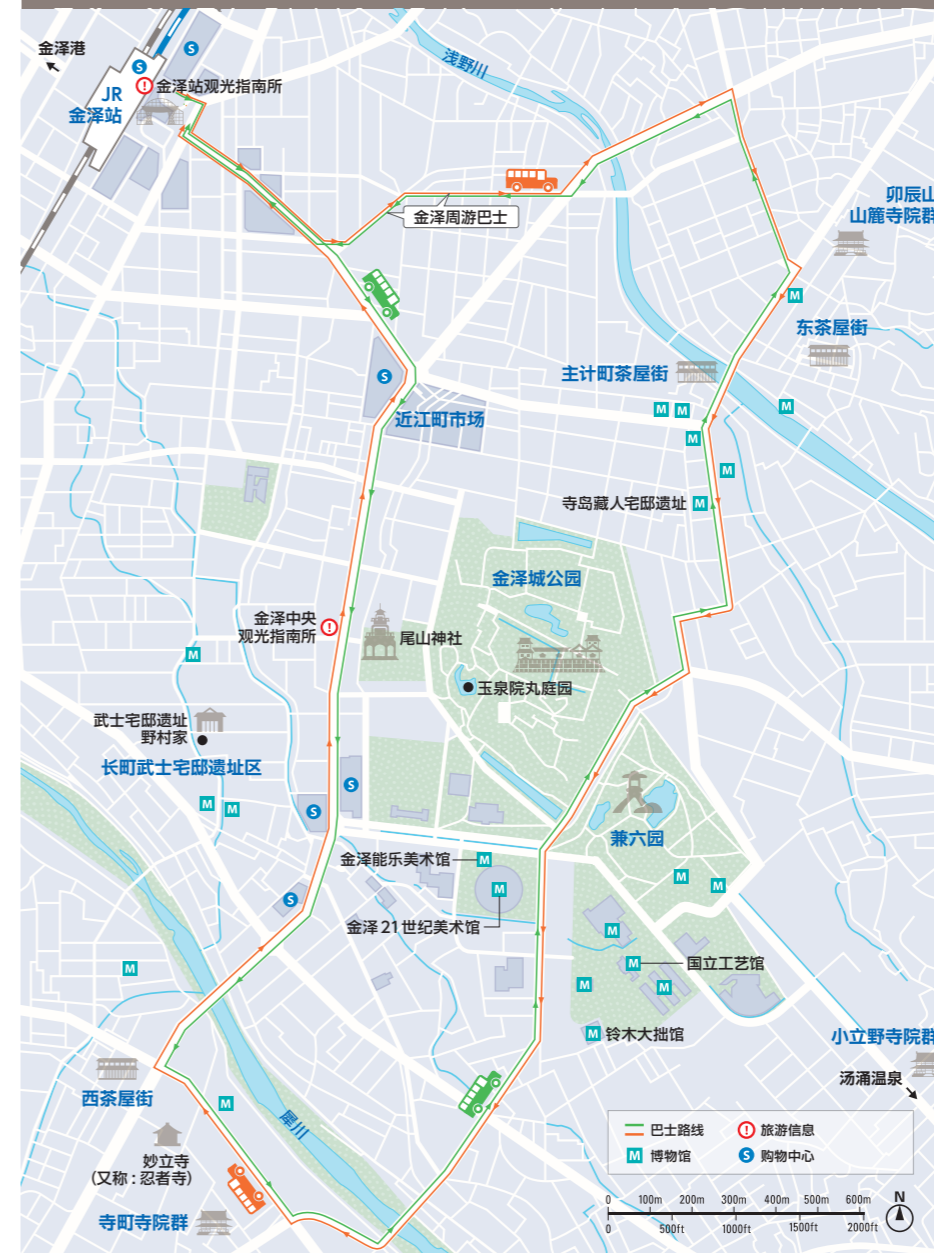 金泽港
浅野川
S
S
金泽站观光指南所
JR
金泽站
卯辰山
山麓寺院群
金泽周游巴士
M
东茶屋街
主计町茶屋街
S
M
M
M
近江町市场
M
M
寺岛藏人宅邸遗址 M
金泽城公园
金泽中央
观光指南所
尾山神社
M
玉泉院丸庭园
武士宅邸遗址
野村家
长町武士宅邸遗址区
S
S
M
M
兼六园
金泽能乐美术馆 M
M
M
M
S
金泽21世纪美术馆
M
M
M 国立工艺馆
M
M
M 铃木大拙馆
小立野寺院群
汤涌温泉
西茶屋街
M
犀川
妙立寺
(又称:忍者寺)
寺町寺院群
巴士路线
旅游信息
M 博物馆
S 购物中心
0 100m 200m 300m 400m 500m 600m
0 500ft 1000ft 1500ft 2000ft
N